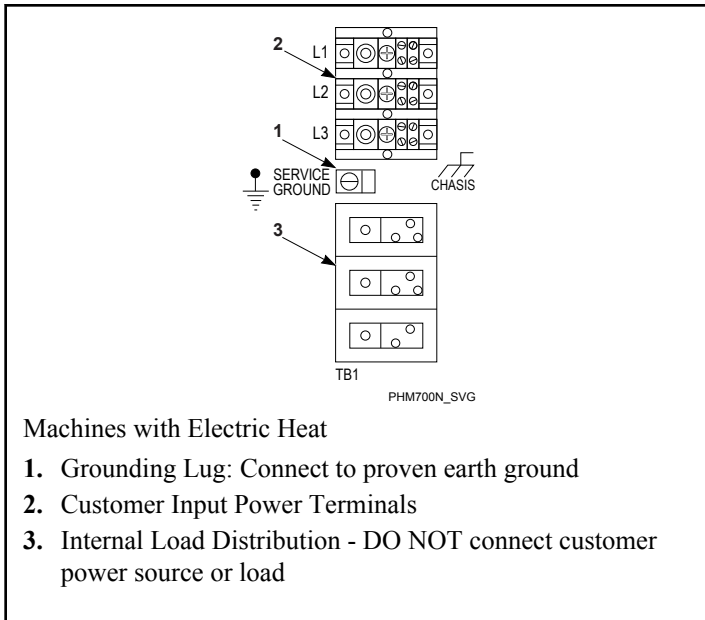 2
L1
L2
L3
1
SERVICE
GROUND
CHASIS
3
TB1
PHM700N_SVG
Machines with Electric Heat
1. Grounding Lug: Connect to proven earth ground
2. Customer Input Power Terminals
3. Internal Load Distribution - DO NOT connect customer
power source or load